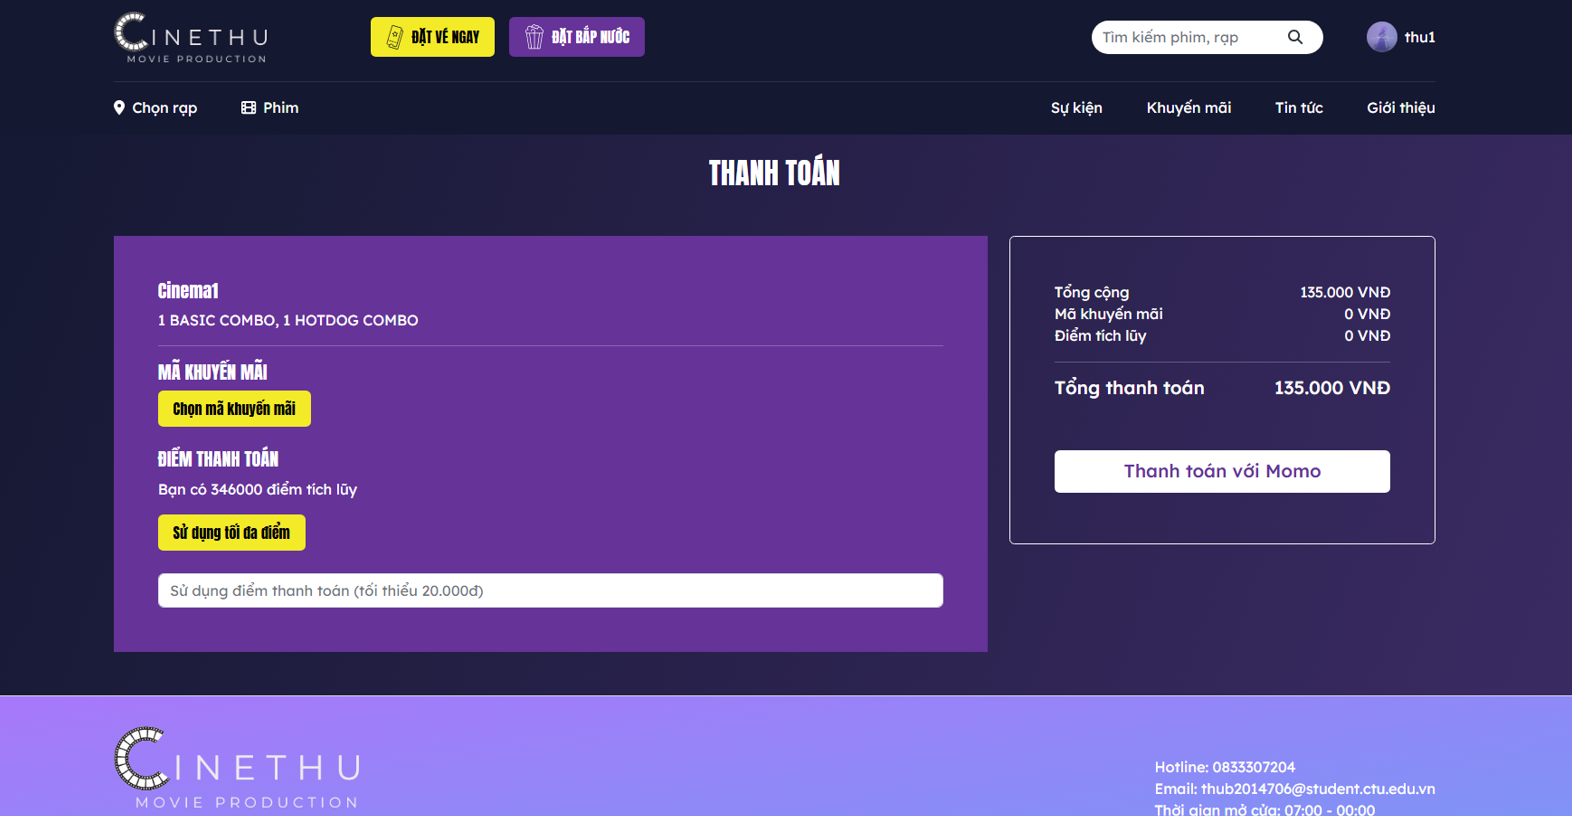 CINETHU
MOVIE PRODUCTION
ĐẶT VÉ NGAY
ĐẶT BẮP NƯỚC
Tìm kiếm phim, rạp
thu1
Chọn rạp
Phim
Sự kiện
Khuyến mãi
Tin tức
Giới thiệu
THANH TOÁN
Cinema1
1 BASIC COMBO, 1 HOTDOG COMBO
MÃ KHUYẾN MÃI
Chọn mã khuyến mãi
ĐIỂM THANH TOÁN
Bạn có 346000 điểm tích lũy
Sử dụng tối đa điểm
Sử dụng điểm thanh toán (tối thiểu 20.000đ)
Tổng cộng 135.000 VNĐ
Mã khuyến mãi 0 VNĐ
Điểm tích lũy 0 VNĐ
Tổng thanh toán 135.000 VNĐ
Thanh toán với Momo
CINETHU
MOVIE PRODUCTION
Hotline: 0833307204
Email: thub2014706@student.ctu.edu.vn
Thời gian mở cửa: 07:00 - 00:00